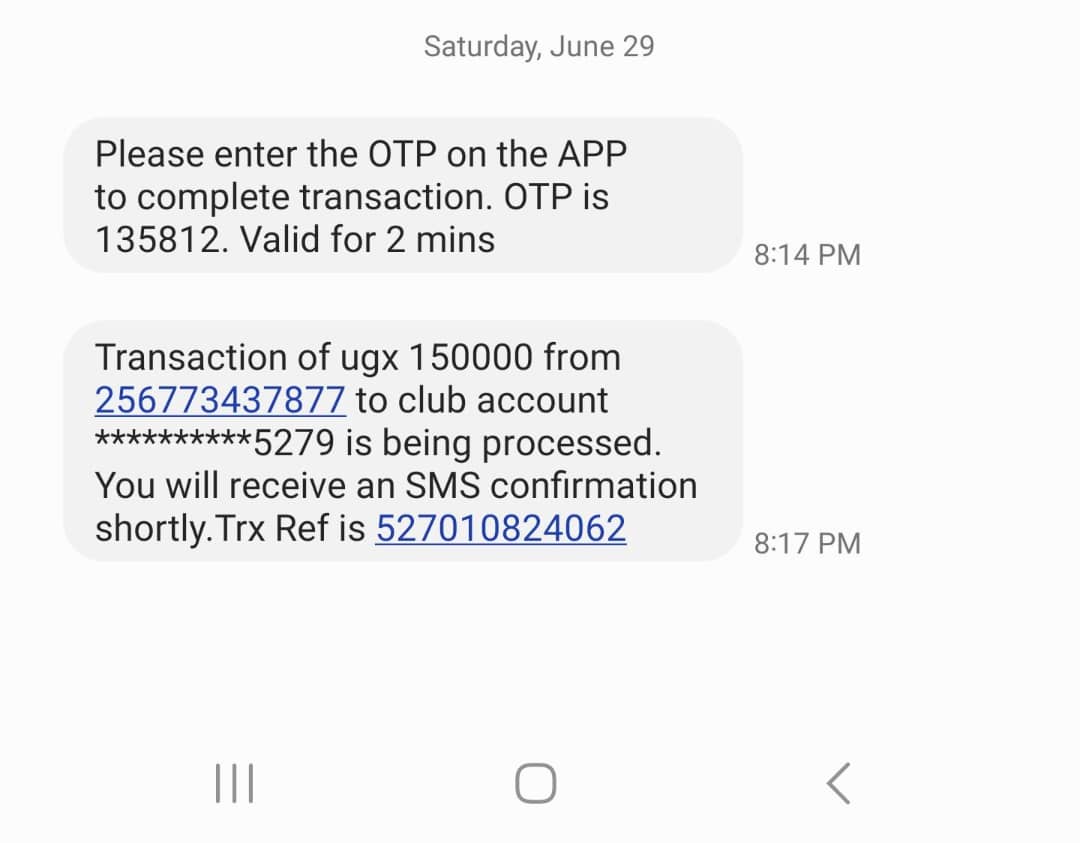 Saturday, June 29
Please enter the OTP on the APP
to complete transaction. OTP is
135812. Valid for 2 mins
8:14 PM
Transaction of ugx 150000 from
256773437877 to club account
**********5279 is being processed.
You will receive an SMS confirmation
shortly.Trx Ref is 527010824062
8:17 PM